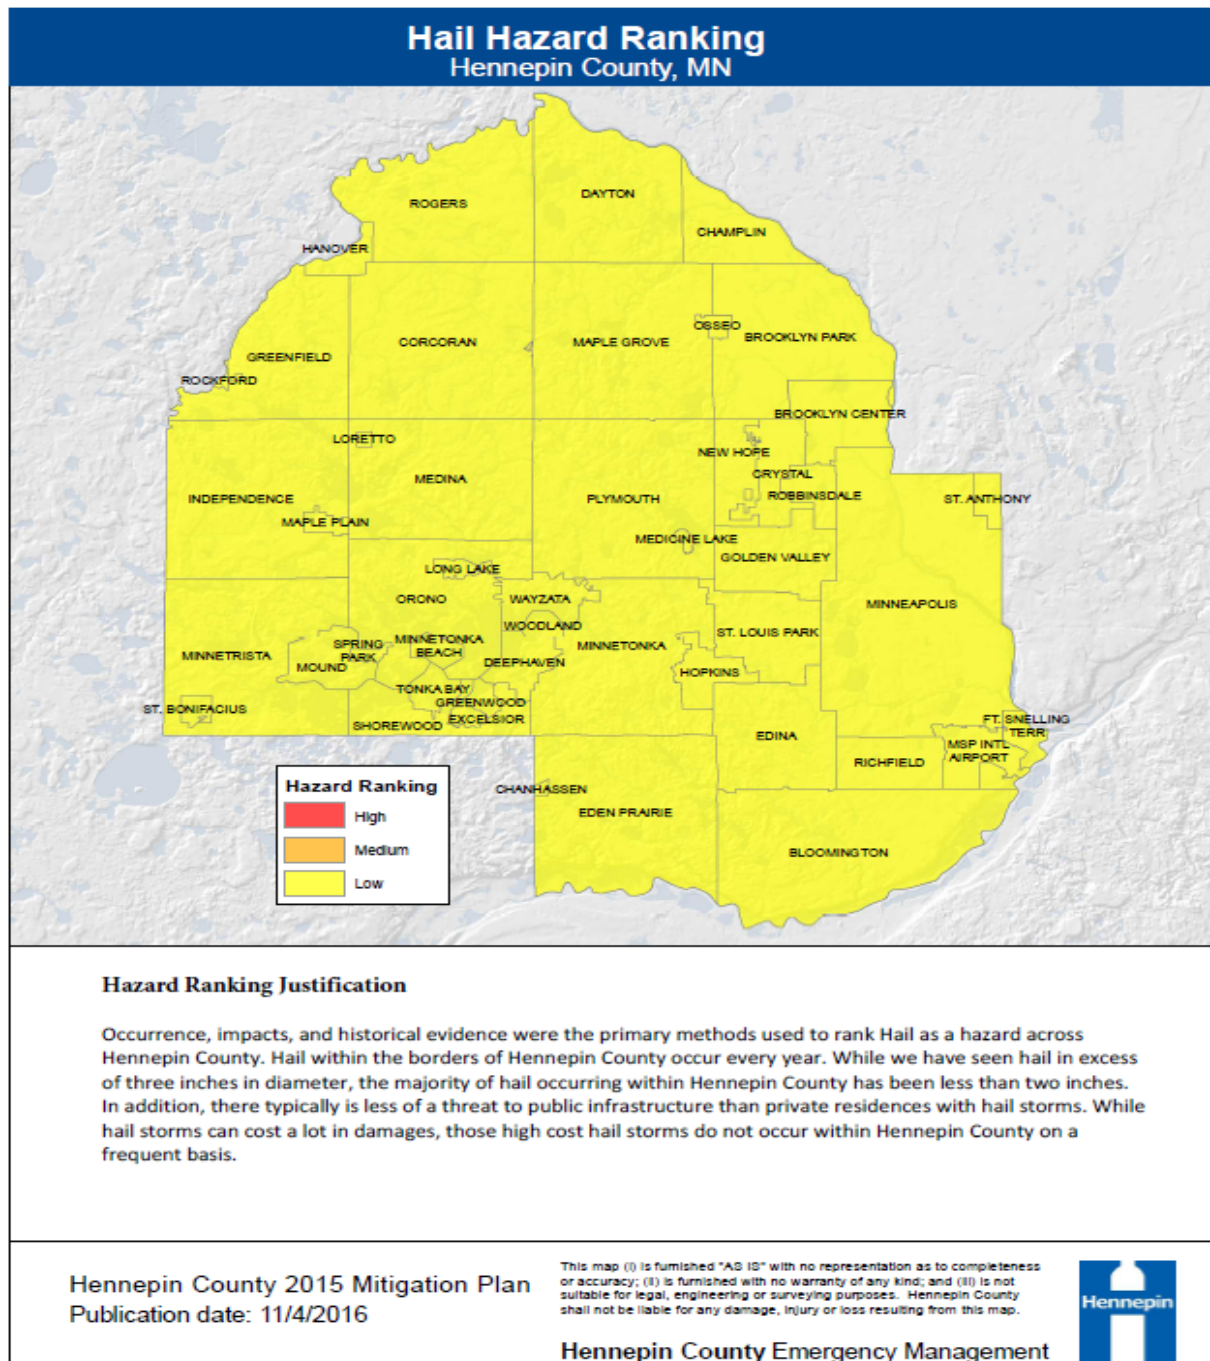 Hail Hazard Ranking
Hennepin County, MN
ROGERS
DAYTON
CHAMPLIN
HANOVER
OSSEO
BROOKLYN PARK
CORCORAN
MAPLE GROVE
GREENFIELD
ROCKFORD
BROOKLYN CENTER
LORETTO
NEW HOPE
CRYSTAL
MEDINA
INDEPENDENCE
PLYMOUTH
ROBBINSDALE
ST. ANTHONY
MAPLE PLAIN
MEDICINE LAKE
GOLDEN VALLEY
LONG LAKE
ORONO
WAYZATA
MINNEAPOLIS
WOODLAND
ST. LOUIS PARK
SPRING
PARK
MINNETONKA
BEACH
MINNETONKA
MINNETRISTA
MOUND
DEEPHAVEN
HOPKINS
TONKA BAY
GREENWOOD
ST. BONIFACIUS
EXCELSIOR
SHOREWOOD
FT. SNELLING
TERR
EDINA
MSP INTL
AIRPORT
RICHFIELD
CHANHASSEN
EDEN PRAIRIE
BLOOMINGTON
Hazard Ranking
High
Medium
Low
Hazard Ranking Justification
Occurrence, impacts, and historical evidence were the primary methods used to rank Hail as a hazard across
Hennepin County. Hail within the borders of Hennepin County occur every year. While we have seen hail in excess
of three inches in diameter, the majority of hail occurring within Hennepin County has been less than two inches.
In addition, there typically is less of a threat to public infrastructure than private residences with hail storms. While
hail storms can cost a lot in damages, those high cost hail storms do not occur within Hennepin County on a
frequent basis.
Hennepin County 2015 Mitigation Plan
Publication date: 11/4/2016
This map (i) is furnished "AS IS" with no representation as to completeness
or accuracy; (ii) is furnished with no warranty of any kind; and (iii) is not
suitable for legal, engineering or surveying purposes. Hennepin County
shall not be liable for any damage, injury or loss resulting from this map.
Hennepin County Emergency Management
Hennepin